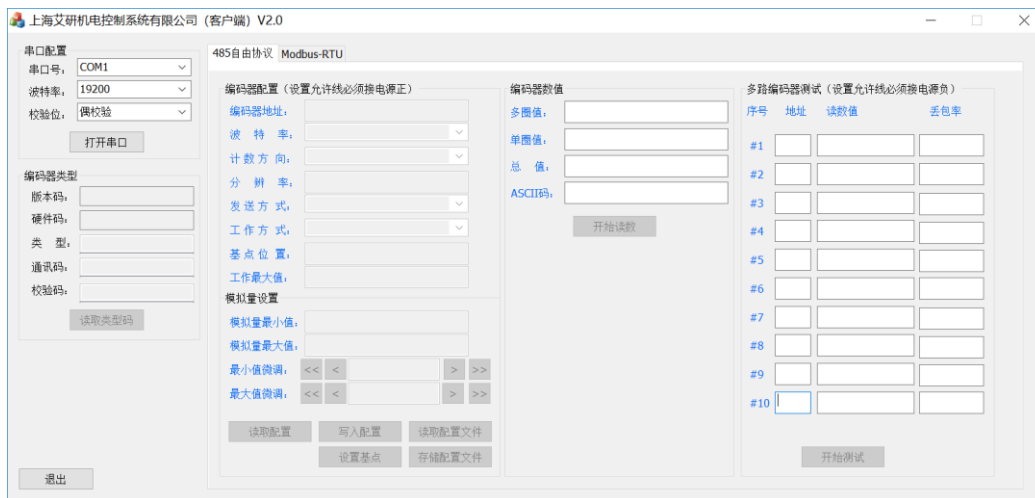 上海艾研机电控制系统有限公司（客户端）V2.0
串口配置
串口号：
COM1
波特率：
19200
校验位：
偶校验
打开串口
编码器类型
版本码：
硬件码：
类 型：
通讯码：
校验码：
读取类型码
退出
485自由协议
Modbus-RTU
编码器配置（设置允许线必须接电源正）
编码器地址：
波 特 率：
计数方向：
分 辨 率：
发送方式：
工作方式：
基点位置：
工作最大值：
模拟量设置
模拟量最小值：
模拟量最大值：
最小值微调：
<< < > >>
最大值微调：
<< < > >>
读取配置 写入配置 读取配置文件
设置基点 存储配置文件
编码器数值
多圈值：
单圈值：
总 值：
ASCII码：
开始读数
多路编码器测试（设置允许线必须接电源负）
序号 地址 读数值 丢包率
#1
#2
#3
#4
#5
#6
#7
#8
#9
#10
开始测试